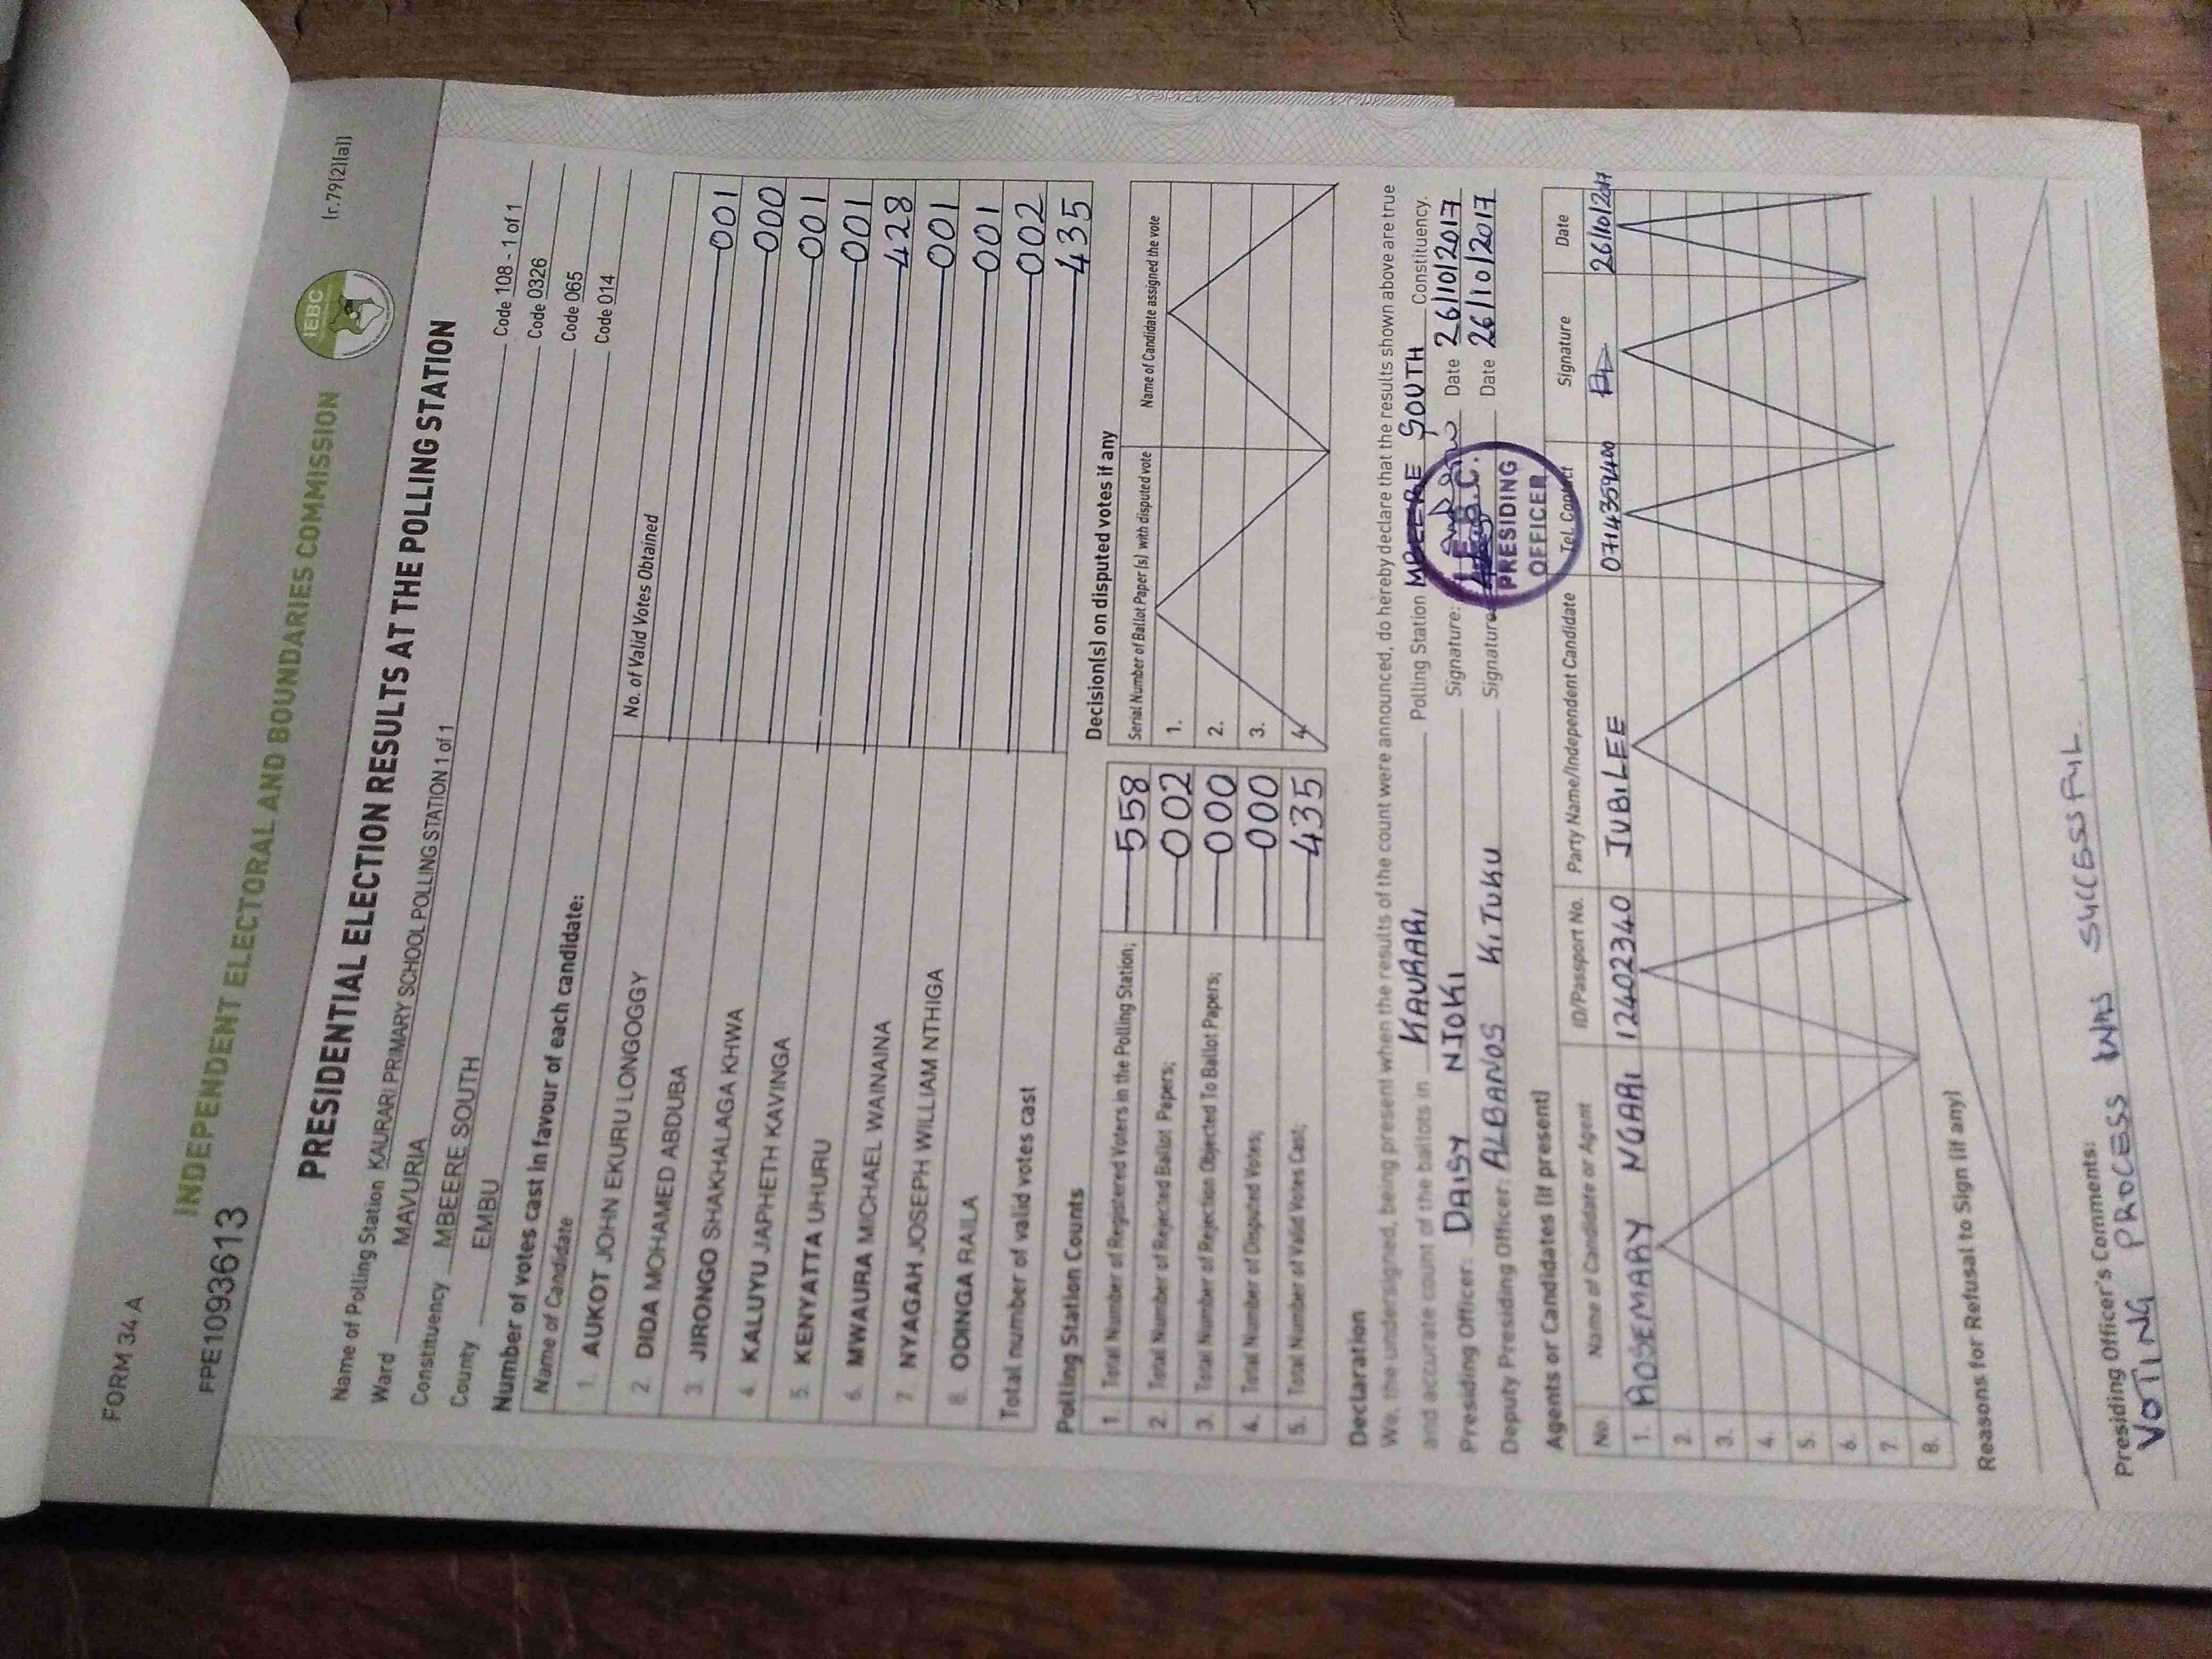 FORM 34 A
INDEPENDENT ELECTORAL AND BOUNDARIES COMMISSION
IEBC
[r.79(2)(a)]
PPE1093613
PRESIDENTIAL ELECTION RESULTS AT THE POLLING STATION
Name of Polling Station KAURARI PRIMARY SCHOOL POLLING STATION 1 of 1 Code 108 - 1 of 1
Ward MAVURIA Code 0326
Constituency MBEERE SOUTH Code 065
County EMBU Code 014
Number of votes cast in favour of each candidate:
Name of Candidate No. of Valid Votes Obtained
1. AUKOT JOHN EKURU LONGOGGY 001
2. DIDA MOHAMED ABDUBA 000
3. JIRONGO SHAKHALAGA KHWA 001
4. KALUYU JAPHETH KAVINGA 001
5. KENYATTA UHURU 428
6. MWAURA MICHAEL WAINAINA 001
7. NYAGAH JOSEPH WILLIAM NTHIGA 001
8. ODINGA RAILA 002
Total number of valid votes cast 435
Polling Station Counts
1. Total Number of Registered Voters in the Polling Station; 558
2. Total Number of Rejected Ballot Papers; 002
3. Total Number of Rejection Objected To Ballot Papers; 000
4. Total Number of Disputed Votes; 000
5. Total Number of Valid Votes Cast; 435
Decision(s) on disputed votes if any
Serial Number of Ballot Paper (s) with disputed vote Name of Candidate assigned the vote
1.
2.
3.
4.
Declaration
We, the undersigned, being present when the results of the count were announced, do hereby declare that the results shown above are true
and accurrate count of the ballots in KAURARI Polling Station MBEERE SOUTH Constituency.
Presiding Officer: DAISY NJOKI Signature: Date 26/10/2017
Deputy Presiding Officer: ALBANOS KITUKU Signature: Date 26/10/2017
I.E.B.C.
PRESIDING
OFFICER
Agents or Candidates (if present)
No. Name of Candidate or Agent ID/Passport No. Party Name/Independent Candidate Tel. Contact Signature Date
1. ROSEMARY NGARI 12402340 JUBILEE 0714359400 26/10/2017
2.
3.
4.
5.
6.
7.
8.
Reasons for Refusal to Sign (if any)
Presiding Officer's Comments:
VOTING PROCESS WAS SUCCESSFUL.